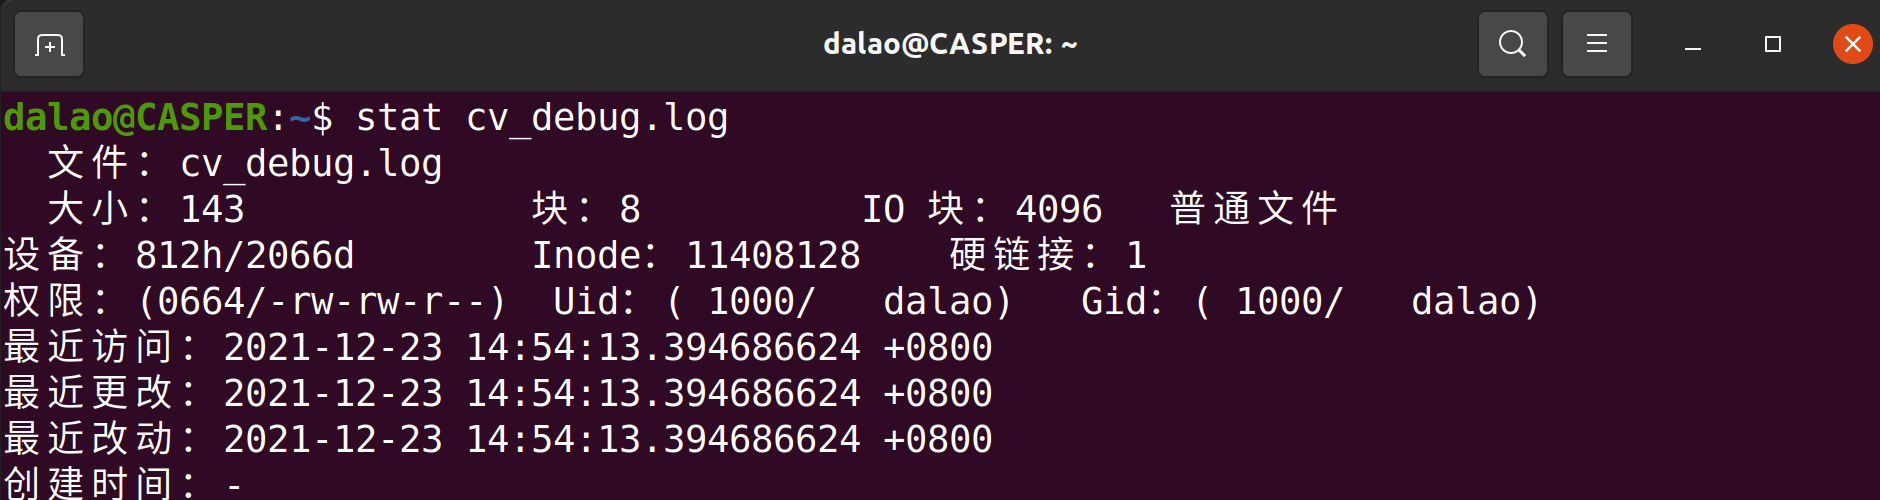 dalao@CASPER: ~
dalao@CASPER:~$ stat cv_debug.log
文件：cv_debug.log
大小：143 块：8 IO 块：4096 普通文件
设备：812h/2066d Inode：11408128 硬链接：1
权限：(0664/-rw-rw-r--) Uid：( 1000/ dalao) Gid：( 1000/ dalao)
最近访问：2021-12-23 14:54:13.394686624 +0800
最近更改：2021-12-23 14:54:13.394686624 +0800
最近改动：2021-12-23 14:54:13.394686624 +0800
创建时间：-